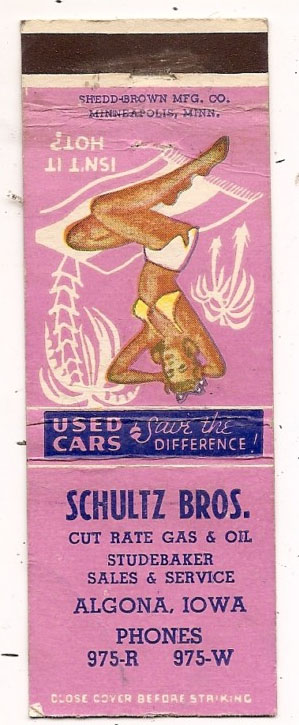 SHEDD-BROWN MFG. CO.
MINNEAPOLIS, MINN.
ISN'T IT
HOT?
USED CARS & Save the DIFFERENCE!
SCHULTZ BROS.
CUT RATE GAS & OIL
STUDEBAKER
SALES & SERVICE
ALGONA, IOWA
PHONES
975-R 975-W
CLOSE COVER BEFORE STRIKING